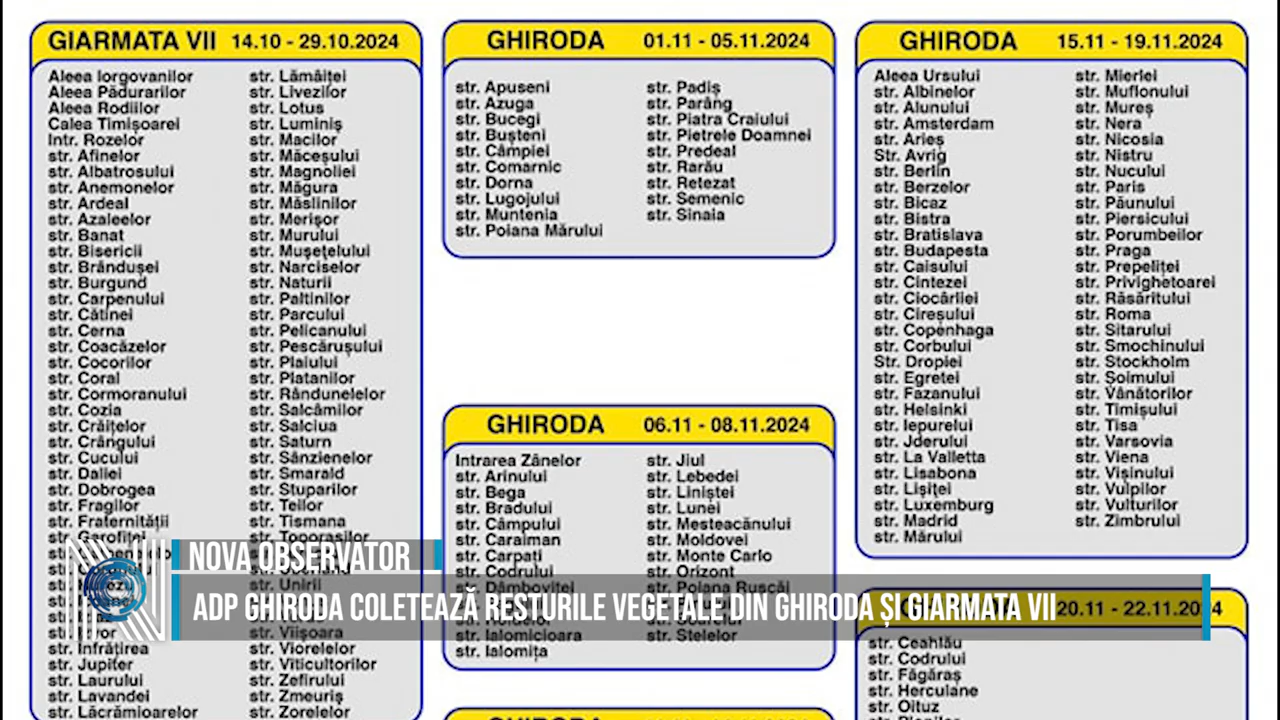 GIARMATA VII 14.10 - 29.10.2024
Aleea Iorgovanilor
Aleea Pădurarilor
Aleea Rodiilor
Calea Timișoarei
Intr. Rozelor
str. Afinelor
str. Albatrosului
str. Anemonelor
str. Ardeal
str. Azaleelor
str. Banat
str. Bisericii
str. Brândușei
str. Burgund
str. Carpenului
str. Cătinei
str. Cerna
str. Coacăzelor
str. Cocorilor
str. Coral
str. Cormoranului
str. Cozia
str. Crăițelor
str. Crângului
str. Cucului
str. Daliei
str. Dobrogea
str. Fragilor
str. Fraternității
str. Garofiței
str. Înfrățirea
str. Jupiter
str. Laurului
str. Lavandei
str. Lăcrămioarelor
str. Lămâiței
str. Livezilor
str. Lotus
str. Luminiș
str. Macilor
str. Măceșului
str. Magnoliei
str. Măgura
str. Măslinilor
str. Merișor
str. Murului
str. Mușețelului
str. Narciselor
str. Naturii
str. Paltinilor
str. Parcului
str. Pelicanului
str. Pescărușului
str. Plaiului
str. Platanilor
str. Rândunelelor
str. Salcâmilor
str. Salciua
str. Saturn
str. Sânzienelor
str. Smarald
str. Stuparilor
str. Teilor
str. Tismana
str. Toporașilor
str. Unirii
str. Viișoara
str. Viorelelor
str. Viticultorilor
str. Zefirului
str. Zmeuriș
str. Zorelelor
GHIRODA 01.11 - 05.11.2024
str. Apuseni
str. Azuga
str. Bucegi
str. Bușteni
str. Câmpiei
str. Comarnic
str. Dorna
str. Lugojului
str. Muntenia
str. Poiana Mărului
str. Padiș
str. Parâng
str. Piatra Craiului
str. Pietrele Doamnei
str. Predeal
str. Rarău
str. Retezat
str. Semenic
str. Sinaia
GHIRODA 06.11 - 08.11.2024
Intrarea Zânelor
str. Arinului
str. Bega
str. Bradului
str. Câmpului
str. Caraiman
str. Carpați
str. Codrului
str. Dâmboviței
str. Ialomicioara
str. Ialomița
str. Jiul
str. Lebedei
str. Liniștei
str. Lunei
str. Mesteacănului
str. Moldovei
str. Monte Carlo
str. Orizont
str. Poiana Ruscăi
str. Stelelor
GHIRODA 15.11 - 19.11.2024
Aleea Ursului
str. Albinelor
str. Alunului
str. Amsterdam
str. Arieș
Str. Avrig
str. Berlin
str. Berzelor
str. Bicaz
str. Bistra
str. Bratislava
str. Budapesta
str. Caisului
str. Cintezei
str. Ciocârliei
str. Cireșului
str. Copenhaga
str. Corbului
Str. Dropiei
str. Egretei
str. Fazanului
str. Helsinki
str. Iepurelui
str. Jderului
str. La Valletta
str. Lisabona
str. Lișiței
str. Luxemburg
str. Madrid
str. Mărului
str. Mierlei
str. Muflonului
str. Mureș
str. Nera
str. Nicosia
str. Nistru
str. Nucului
str. Paris
str. Păunului
str. Piersicului
str. Porumbeilor
str. Praga
str. Prepeliței
str. Privighetoarei
str. Răsăritului
str. Roma
str. Sitarului
str. Smochinului
str. Stockholm
str. Șoimului
str. Vânătorilor
str. Timișului
str. Tisa
str. Varsovia
str. Viena
str. Vișinului
str. Vulpilor
str. Vulturilor
str. Zimbrului
20.11 - 22.11.2024
str. Ceahlău
str. Codrului
str. Făgăraș
str. Herculane
str. Oituz
GHIRODA
NOVA OBSERVATOR
ADP GHIRODA COLETEAZĂ RESTURILE VEGETALE DIN GHIRODA ȘI GIARMATA VII